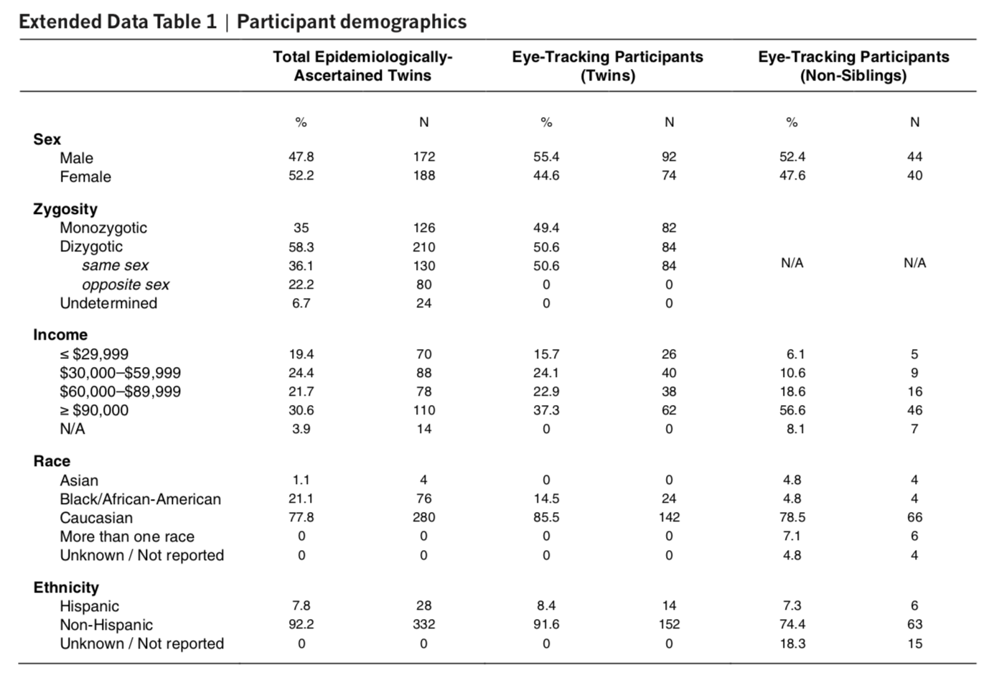 Extended Data Table 1 | Participant demographics
Total Epidemiologically-Ascertained Twins Eye-Tracking Participants (Twins) Eye-Tracking Participants (Non-Siblings)
% N % N % N
Sex
Male 47.8 172 55.4 92 52.4 44
Female 52.2 188 44.6 74 47.6 40
Zygosity
Monozygotic 35 126 49.4 82
Dizygotic 58.3 210 50.6 84
same sex 36.1 130 50.6 84 N/A N/A
opposite sex 22.2 80 0 0
Undetermined 6.7 24 0 0
Income
≤ $29,999 19.4 70 15.7 26 6.1 5
$30,000–$59,999 24.4 88 24.1 40 10.6 9
$60,000–$89,999 21.7 78 22.9 38 18.6 16
≥ $90,000 30.6 110 37.3 62 56.6 46
N/A 3.9 14 0 0 8.1 7
Race
Asian 1.1 4 0 0 4.8 4
Black/African-American 21.1 76 14.5 24 4.8 4
Caucasian 77.8 280 85.5 142 78.5 66
More than one race 0 0 0 0 7.1 6
Unknown / Not reported 0 0 0 0 4.8 4
Ethnicity
Hispanic 7.8 28 8.4 14 7.3 6
Non-Hispanic 92.2 332 91.6 152 74.4 63
Unknown / Not reported 0 0 0 0 18.3 15